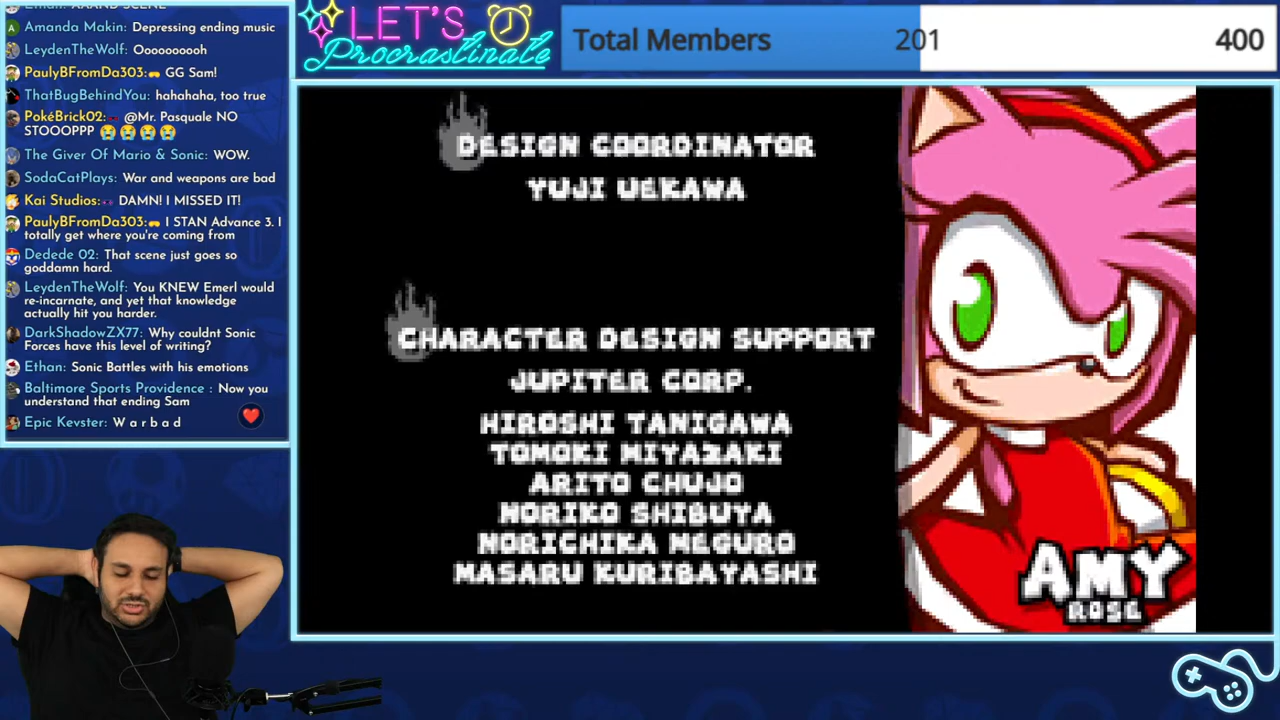 Amanda Makin: Depressing ending music
LeydenTheWolf: Ooooooooh
PaulyBFromDa303: GG Sam!
ThatBugBehindYou: hahahaha, too true
PokéBrick02: @Mr. Pasquale NO
STOOOPPP 😭😭😭😭
The Giver Of Mario & Sonic: WOW.
SodaCatPlays: War and weapons are bad
Kai Studios: DAMN! I MISSED IT!
PaulyBFromDa303: I STAN Advance 3. I
totally get where you're coming from
Dedede 02: That scene just goes so
goddamn hard.
LeydenTheWolf: You KNEW Emerl would
re-incarnate, and yet that knowledge
actually hit you harder.
DarkShadowZX77: Why couldnt Sonic
Forces have this level of writing?
Ethan: Sonic Battles with his emotions
Baltimore Sports Providence : Now you
understand that ending Sam
Epic Kevster: W a r b a d
LET'S
Procrastinate
Total Members 201 400
DESIGN COORDINATOR
YUJI UEKAWA
CHARACTER DESIGN SUPPORT
JUPITER CORP.
HIROSHI TANIGAWA
TOMOKI MIYAZAKI
ARITO CHUJO
NORIKO SHIBUYA
NORICHIKA MEGURO
MASARU KURIBAYASHI
AMY
ROSE